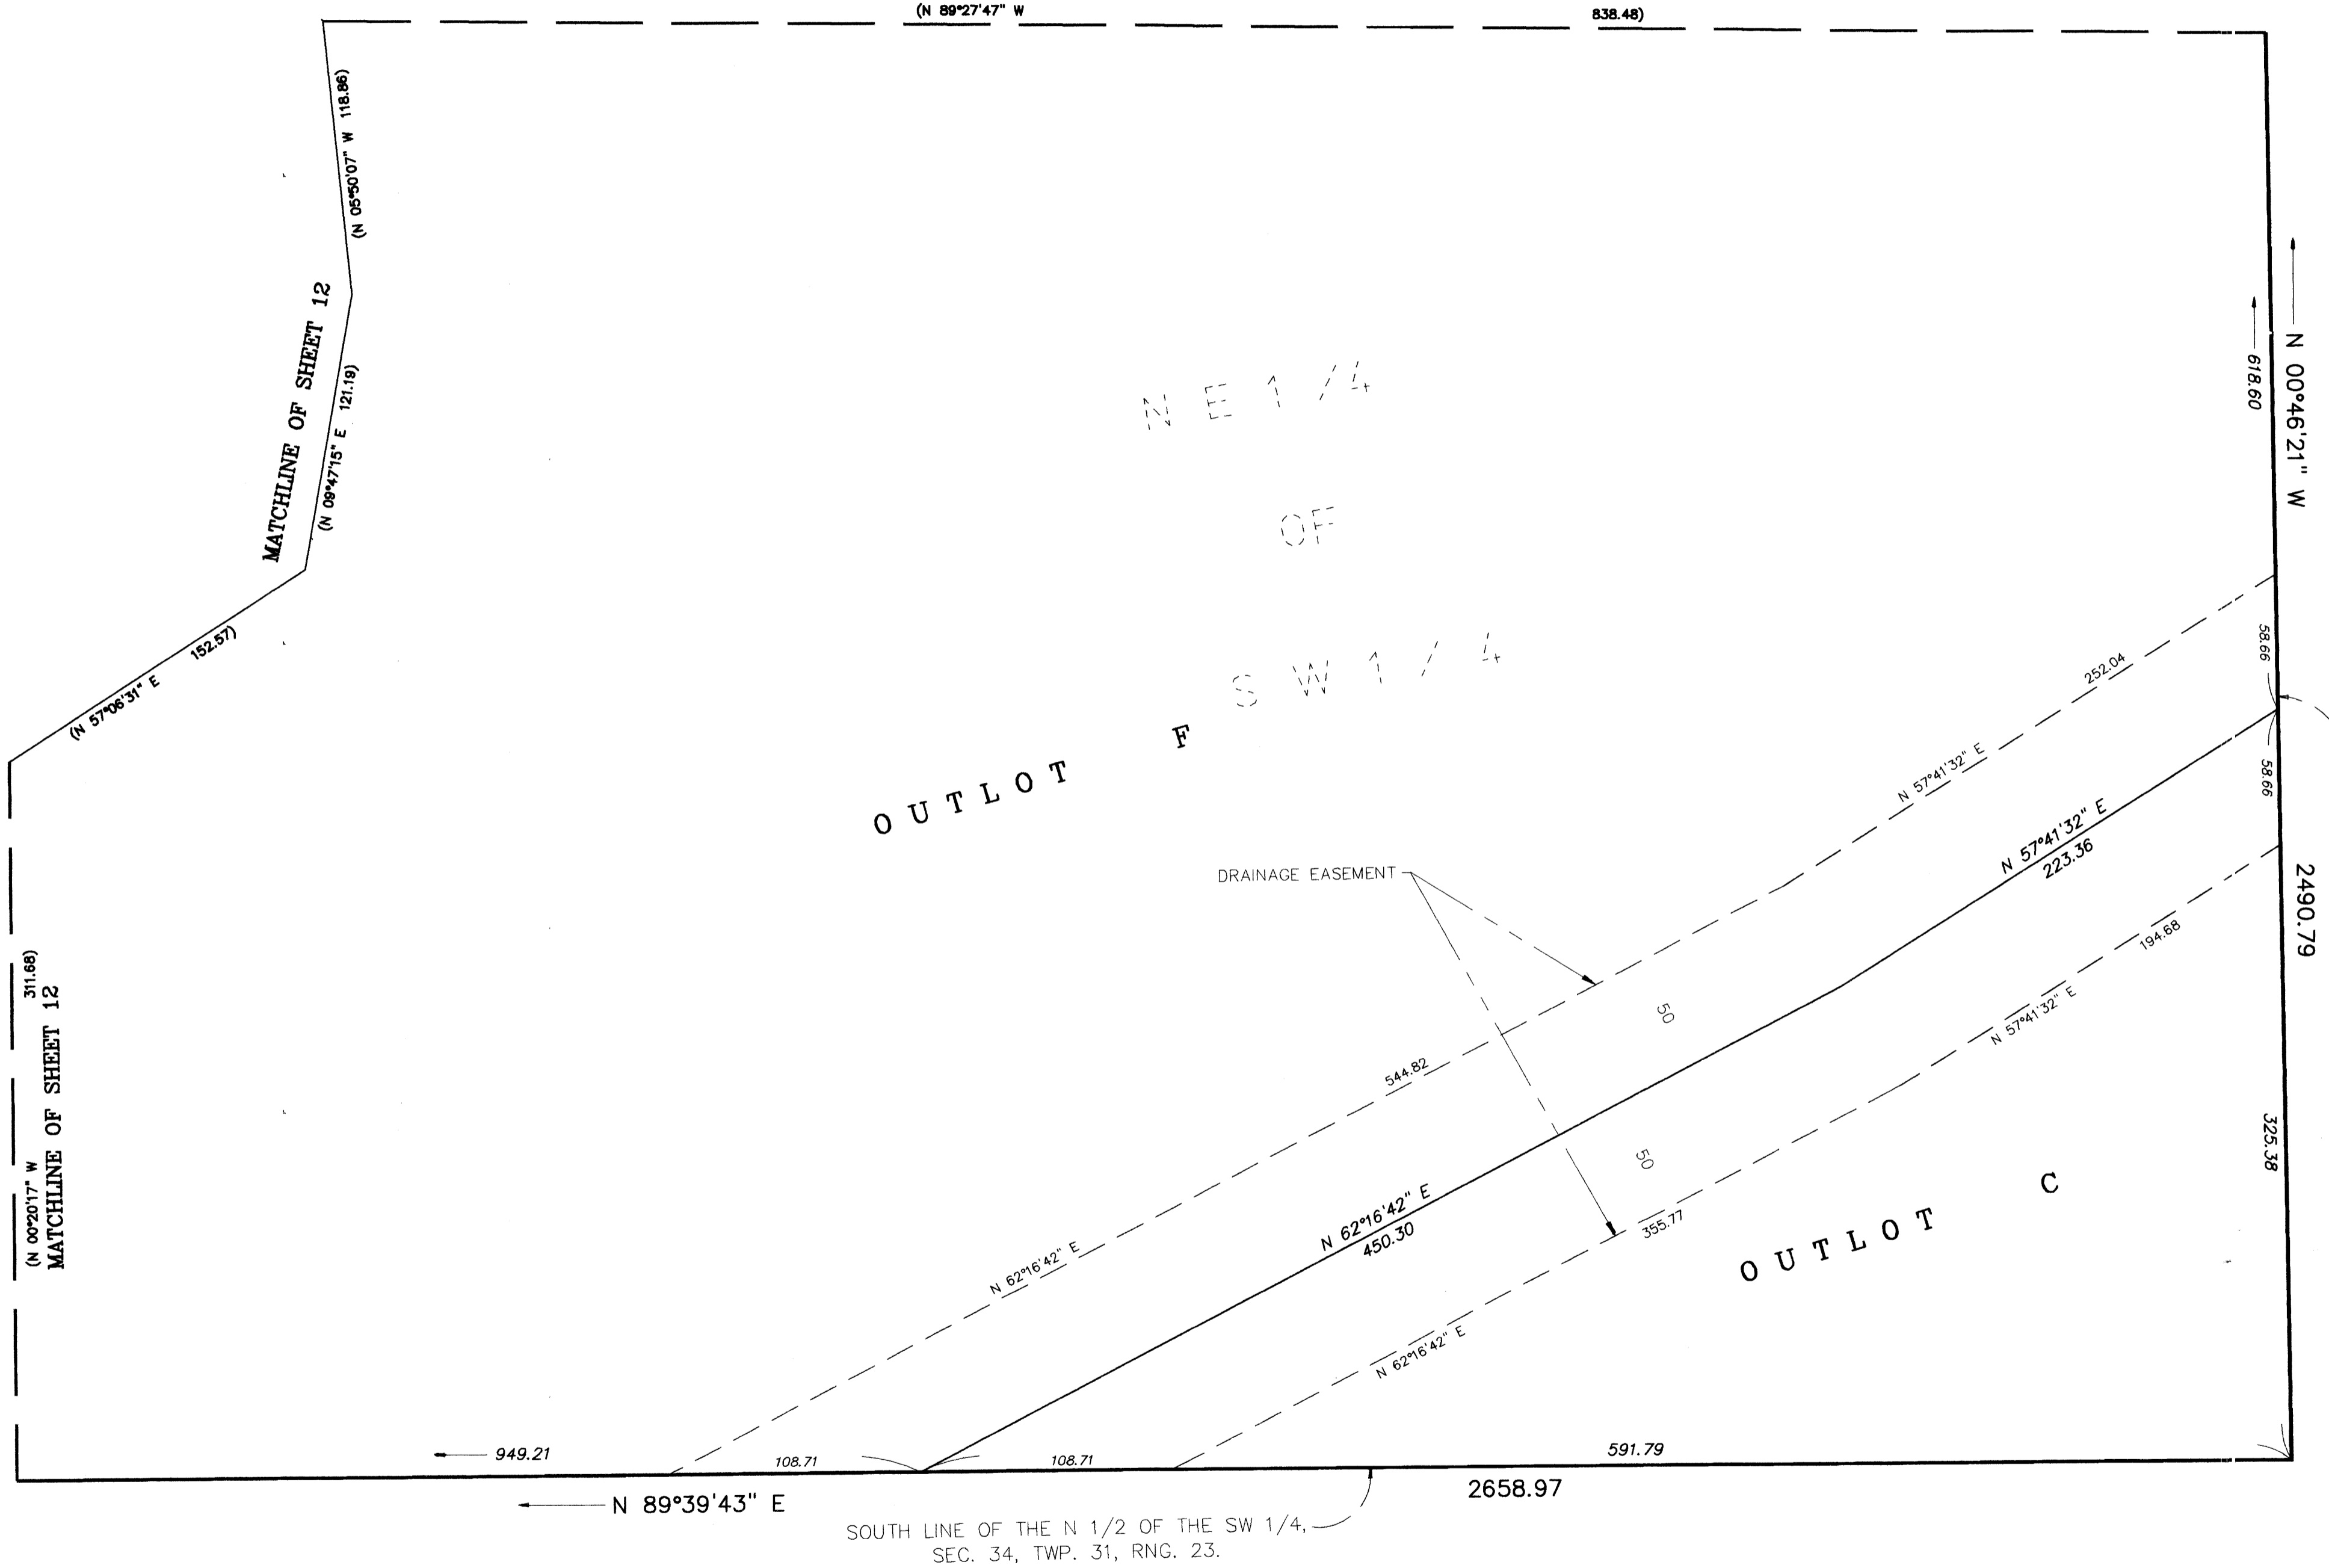 (N 89°27'47" W 838.48)
(N 05°50'07" W 118.86)
MATCHLINE OF SHEET 12
(N 09°47'15" E 121.19)
(N 57°06'31" E 152.57)
N 00°46'21" W
618.60
NE 1/4
OF
SW 1/4
OUTLOT F
58.66
252.04
N 57°41'32" E
58.66
N 57°41'32" E
223.36
DRAINAGE EASEMENT
2490.79
194.68
N 57°41'32" E
50
50
544.82
N 62°16'42" E
N 62°16'42" E
450.30
355.77
N 62°16'42" E
OUTLOT C
325.38
(N 00°20'17" W 311.68)
MATCHLINE OF SHEET 12
949.21
108.71
108.71
591.79
N 89°39'43" E
2658.97
SOUTH LINE OF THE N 1/2 OF THE SW 1/4,
SEC. 34, TWP. 31, RNG. 23.